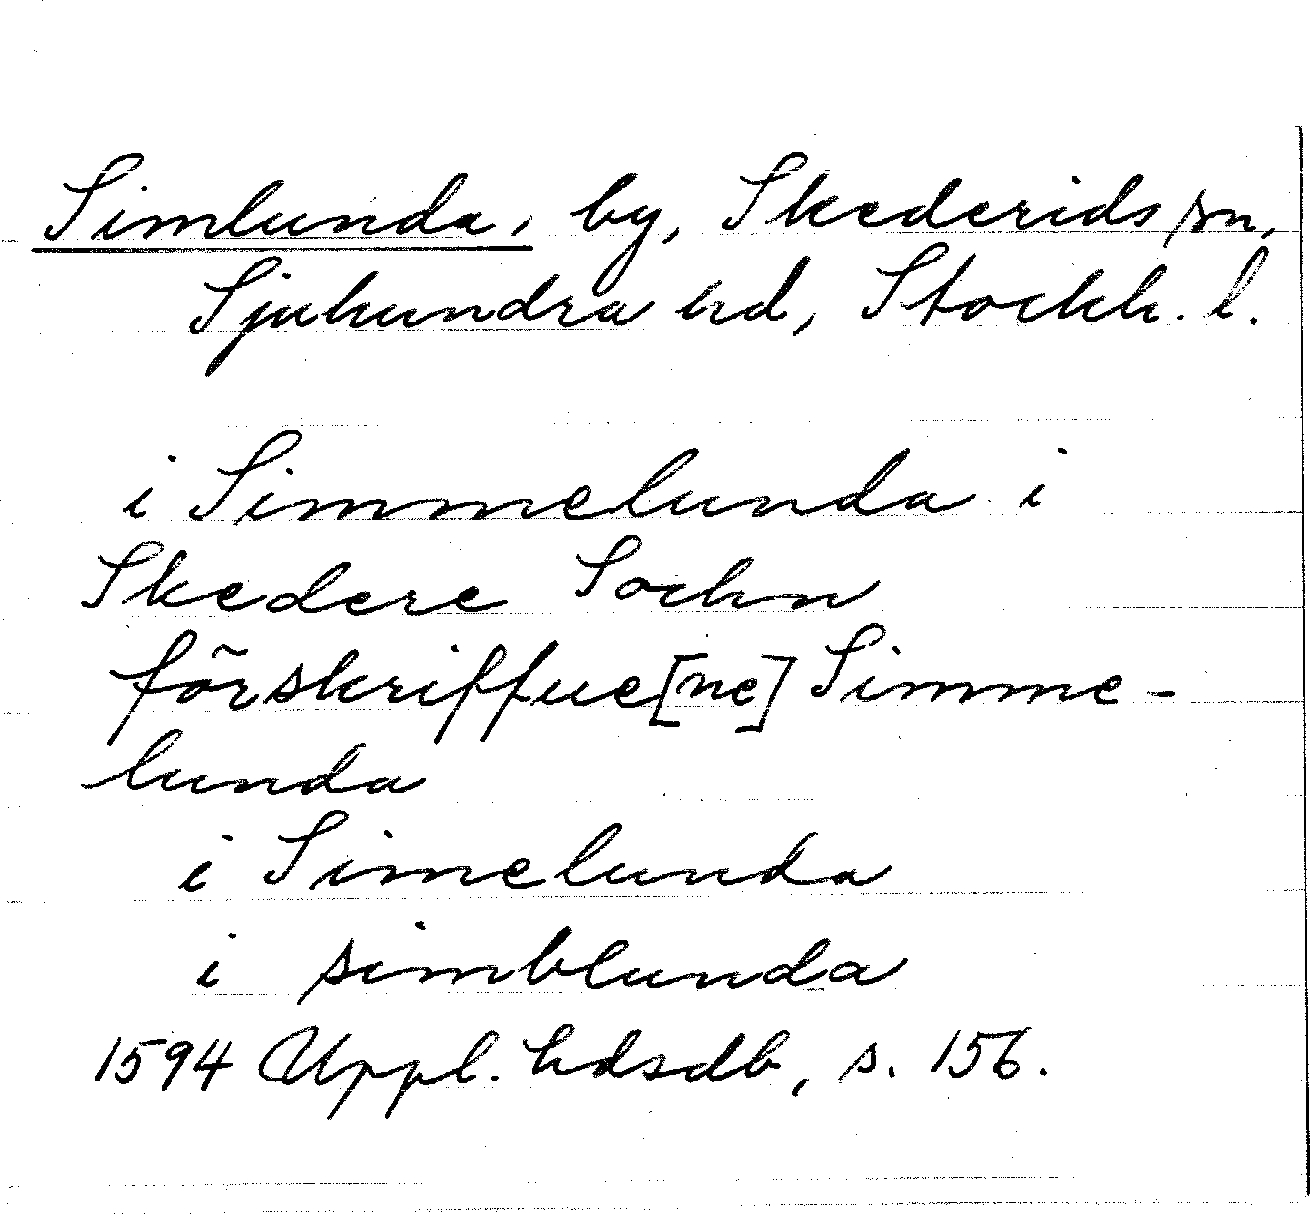 Simlunda, by, Skederids sn,
Sjuhundra hd, Stockh. l.
i Simmelunda i
Skedere Sochn
förskriffue[ne] Simme-
lunda
i Simelunda
i simblunda
1594 Uppl. hdsdb, s. 156.